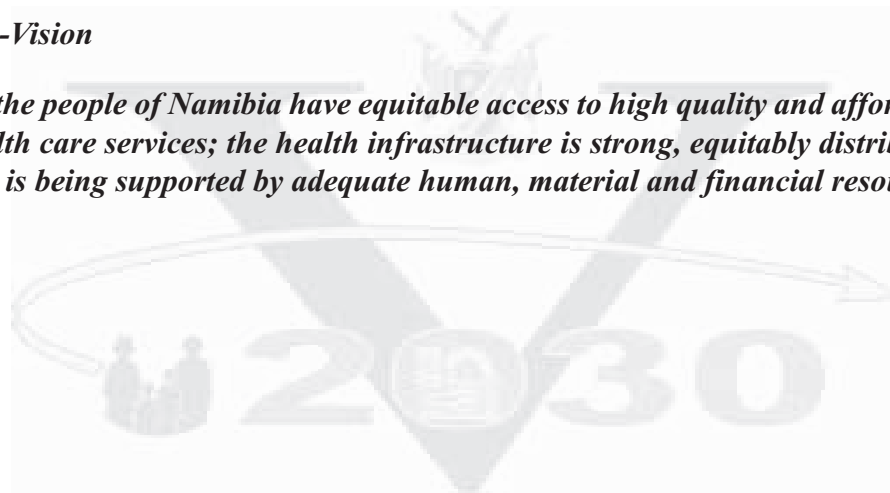 -Vision
the people of Namibia have equitable access to high quality and affor
lth care services; the health infrastructure is strong, equitably distri
is being supported by adequate human, material and financial reso
2030